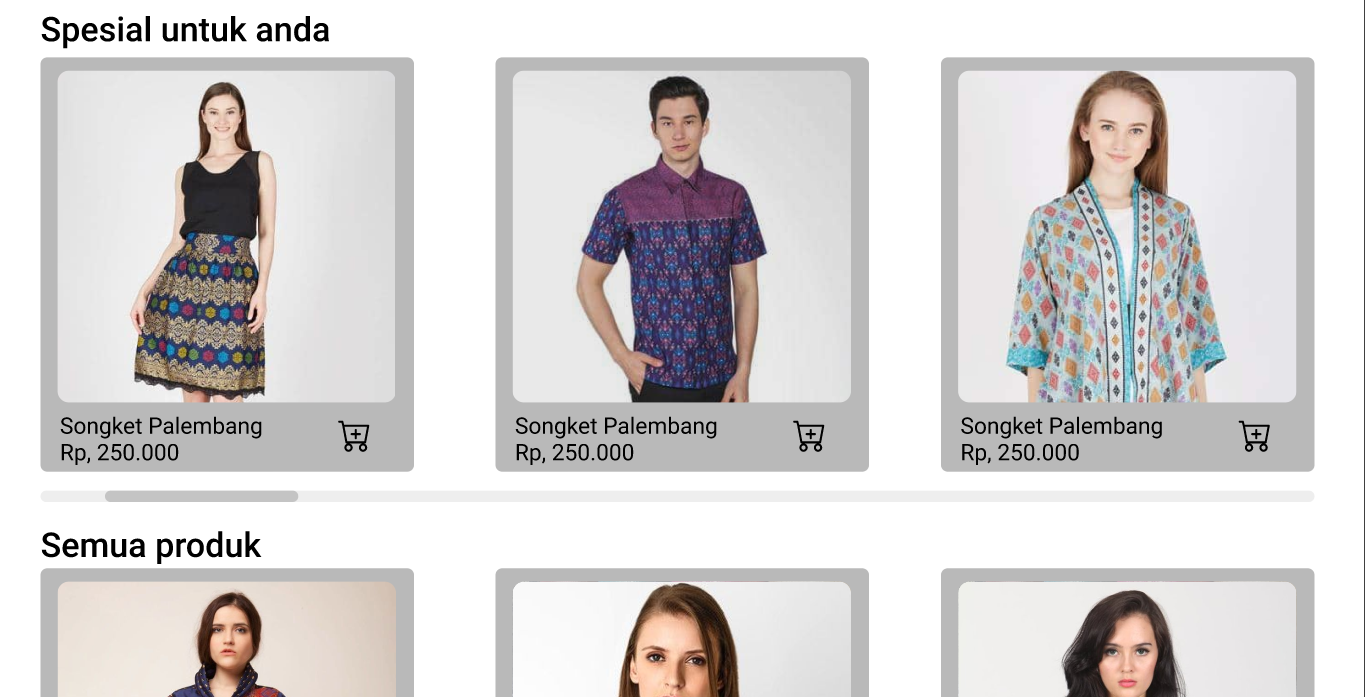 Spesial untuk anda
Songket Palembang
Rp, 250.000
Songket Palembang
Rp, 250.000
Songket Palembang
Rp, 250.000
Semua produk